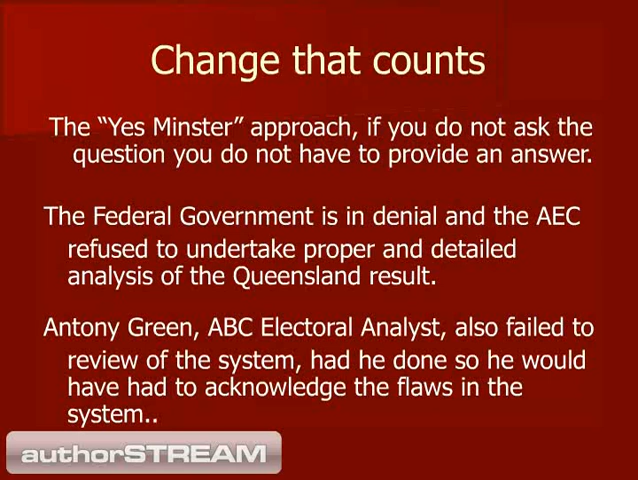 Change that counts
The “Yes Minster” approach, if you do not ask the
question you do not have to provide an answer.
The Federal Government is in denial and the AEC
refused to undertake proper and detailed
analysis of the Queensland result.
Antony Green, ABC Electoral Analyst, also failed to
review of the system, had he done so he would
have had to acknowledge the flaws in the
system..
authorSTREAM